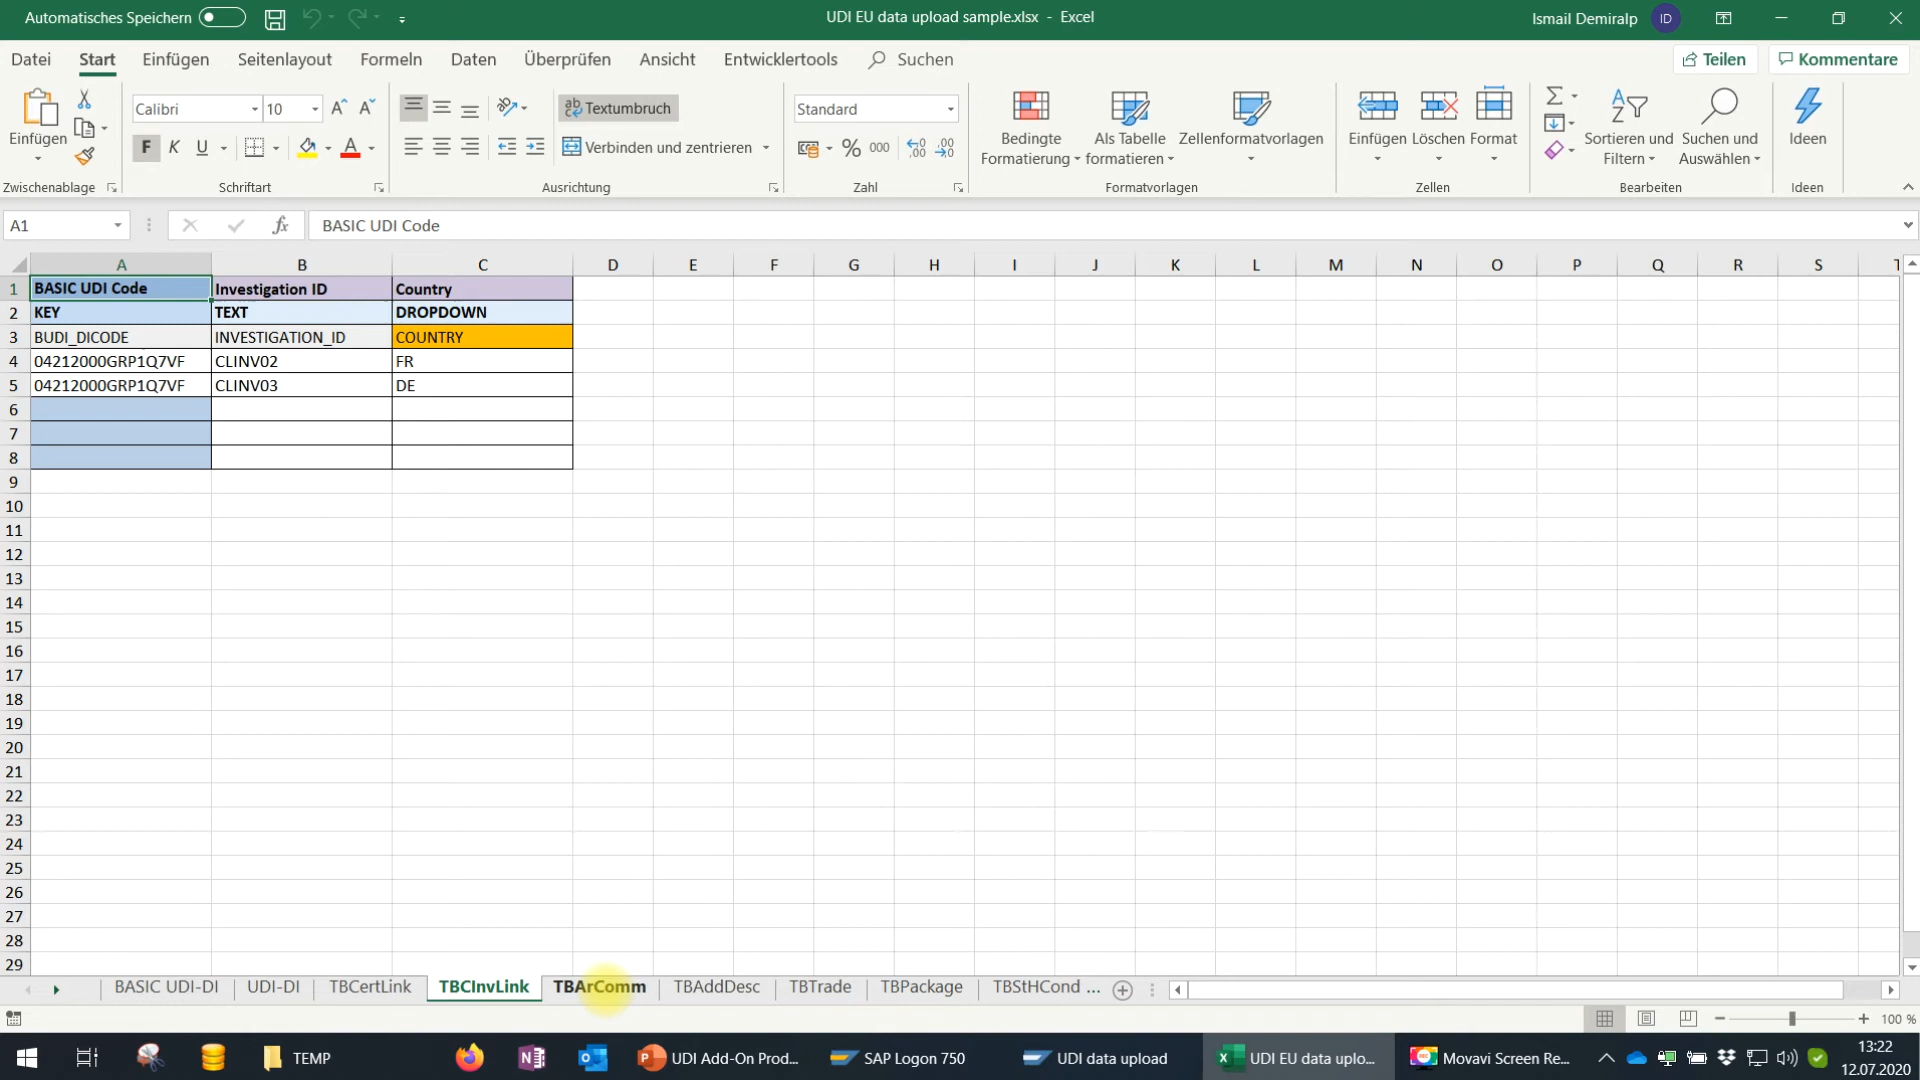 Automatisches Speichern UDI EU data upload sample.xlsx - Excel Ismail Demiralp ID
Datei Start Einfügen Seitenlayout Formeln Daten Überprüfen Ansicht Entwicklertools Suchen Teilen Kommentare
Einfügen
Calibri 10
F K U
ab Textumbruch
Verbinden und zentrieren
Standard
% 000
Bedingte Formatierung
Als Tabelle formatieren
Zellenformatvorlagen
Einfügen Löschen Format
Sortieren und Filtern
Suchen und Auswählen
Ideen
Zwischenablage Schriftart Ausrichtung Zahl Formatvorlagen Zellen Bearbeiten Ideen
A1 fx BASIC UDI Code
A B C D E F G H I J K L M N O P Q R S
1 BASIC UDI Code Investigation ID Country
2 KEY TEXT DROPDOWN
3 BUDI_DICODE INVESTIGATION_ID COUNTRY
4 04212000GRP1Q7VF CLINV02 FR
5 04212000GRP1Q7VF CLINV03 DE
6
7
8
9
10
11
12
13
14
15
16
17
18
19
20
21
22
23
24
25
26
27
28
29
BASIC UDI-DI UDI-DI TBCertLink TBCInvLink TBArComm TBAddDesc TBTrade TBPackage TBStHCond ...
100 %
TEMP UDI Add-On Prod... SAP Logon 750 UDI data upload UDI EU data uplo... Movavi Screen Re... 13:22
12.07.2020